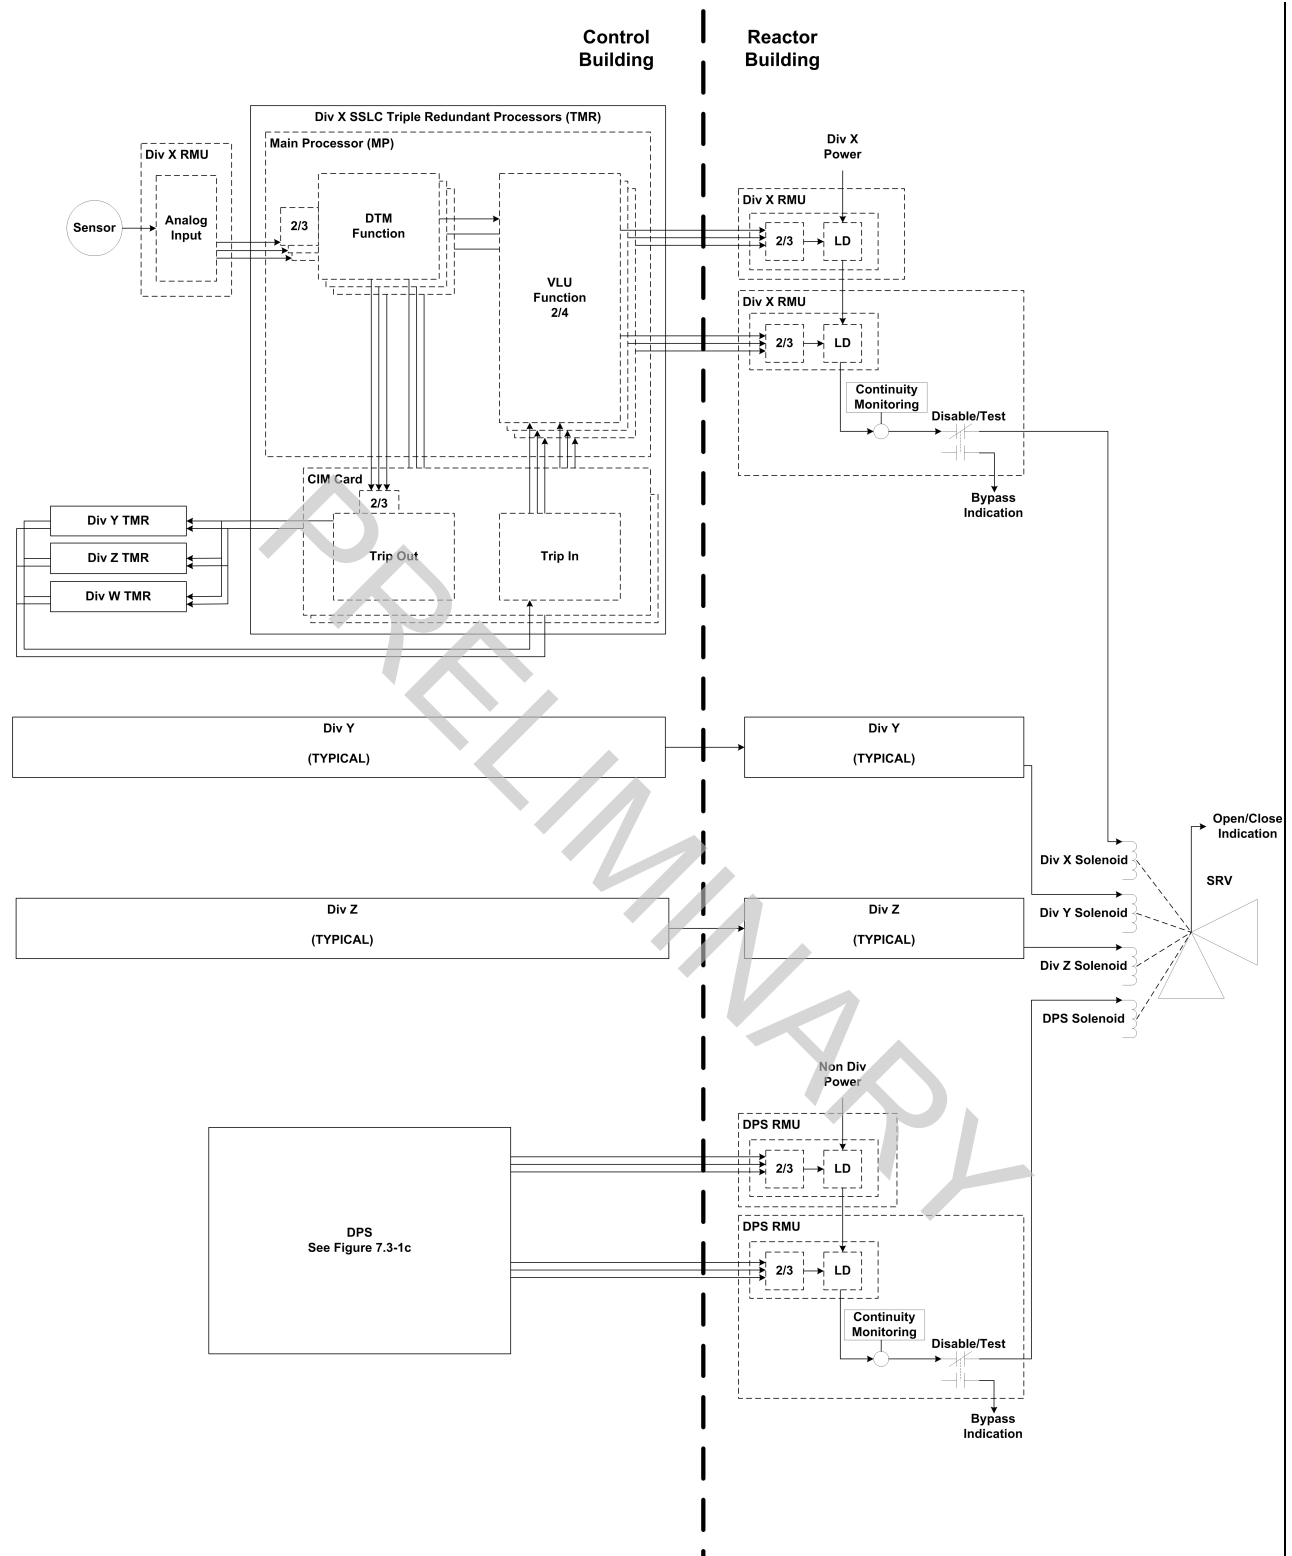 Control
Building
Reactor
Building
Div X SSLC Triple Redundant Processors (TMR)
Main Processor (MP)
Div X RMU
Analog
Input
Sensor
2/3
DTM
Function
VLU
Function
2/4
Div X
Power
Div X RMU
2/3
LD
Div X RMU
2/3
LD
Continuity
Monitoring
Disable/Test
Bypass
Indication
CIM Card
2/3
Trip Out
Trip In
Div Y TMR
Div Z TMR
Div W TMR
Div Y
(TYPICAL)
Div Y
(TYPICAL)
Div Z
(TYPICAL)
Div Z
(TYPICAL)
Open/Close
Indication
SRV
Div X Solenoid
Div Y Solenoid
Div Z Solenoid
DPS Solenoid
Non Div
Power
DPS RMU
2/3
LD
DPS
See Figure 7.3-1c
DPS RMU
2/3
LD
Continuity
Monitoring
Disable/Test
Bypass
Indication
PRELIMINARY